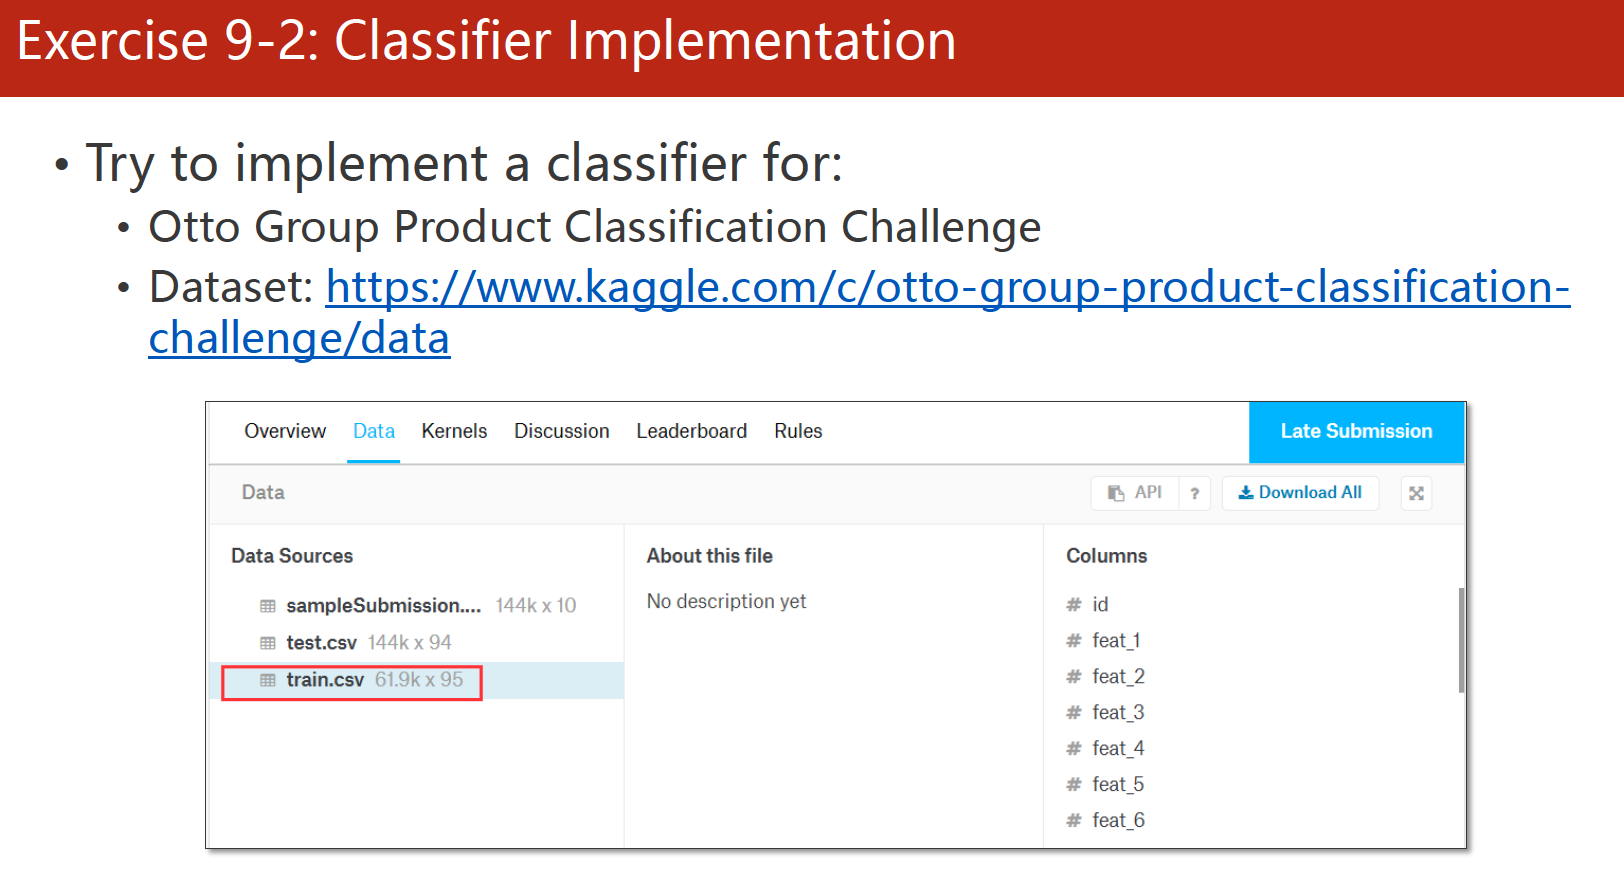 Exercise 9-2: Classifier Implementation
• Try to implement a classifier for:
• Otto Group Product Classification Challenge
• Dataset: https://www.kaggle.com/c/otto-group-product-classification-
challenge/data
Overview Data Kernels Discussion Leaderboard Rules Late Submission
Data API ? Download All
Data Sources
sampleSubmission.... 144k x 10
test.csv 144k x 94
train.csv 61.9k x 95
About this file
No description yet
Columns
# id
# feat_1
# feat_2
# feat_3
# feat_4
# feat_5
# feat_6